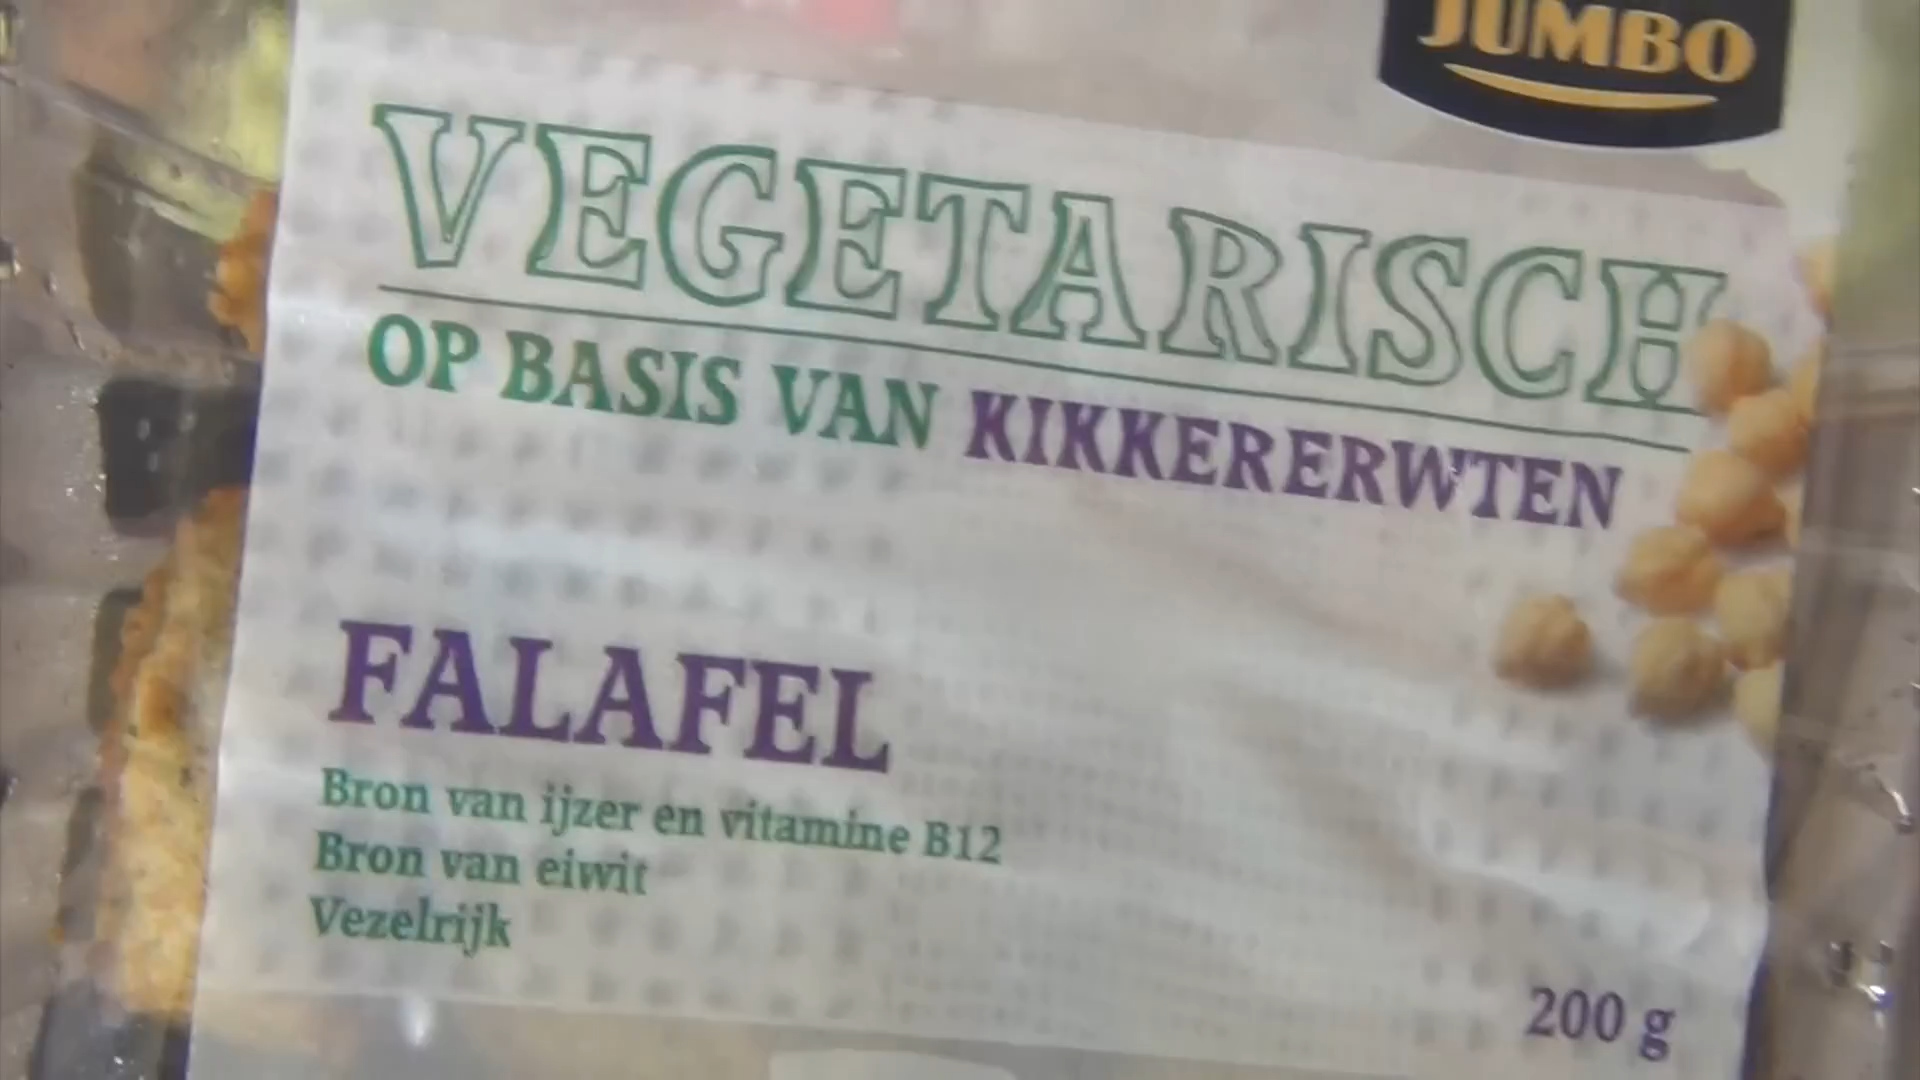 JUMBO
VEGETARISCH
OP BASIS VAN KIKKERERWTEN
FALAFEL
Bron van ijzer en vitamine B12
Bron van eiwit
Vezelrijk
200 g